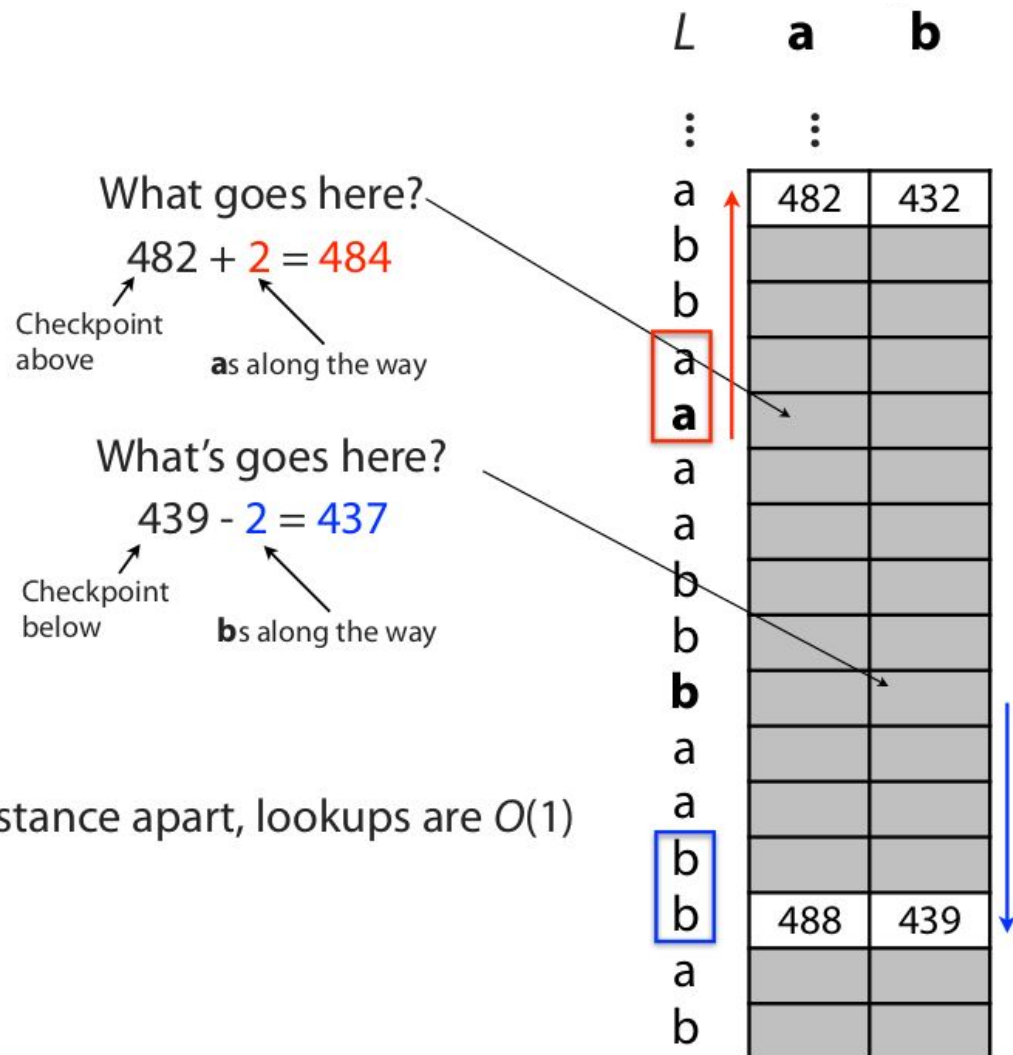 L a b
⋮ ⋮
What goes here?
482 + 2 = 484
Checkpoint
above
as along the way
What's goes here?
439 - 2 = 437
Checkpoint
below
bs along the way
stance apart, lookups are O(1)
a 482 432
b
b
a
a
a
a
b
b
b
a
a
b
b 488 439
a
b